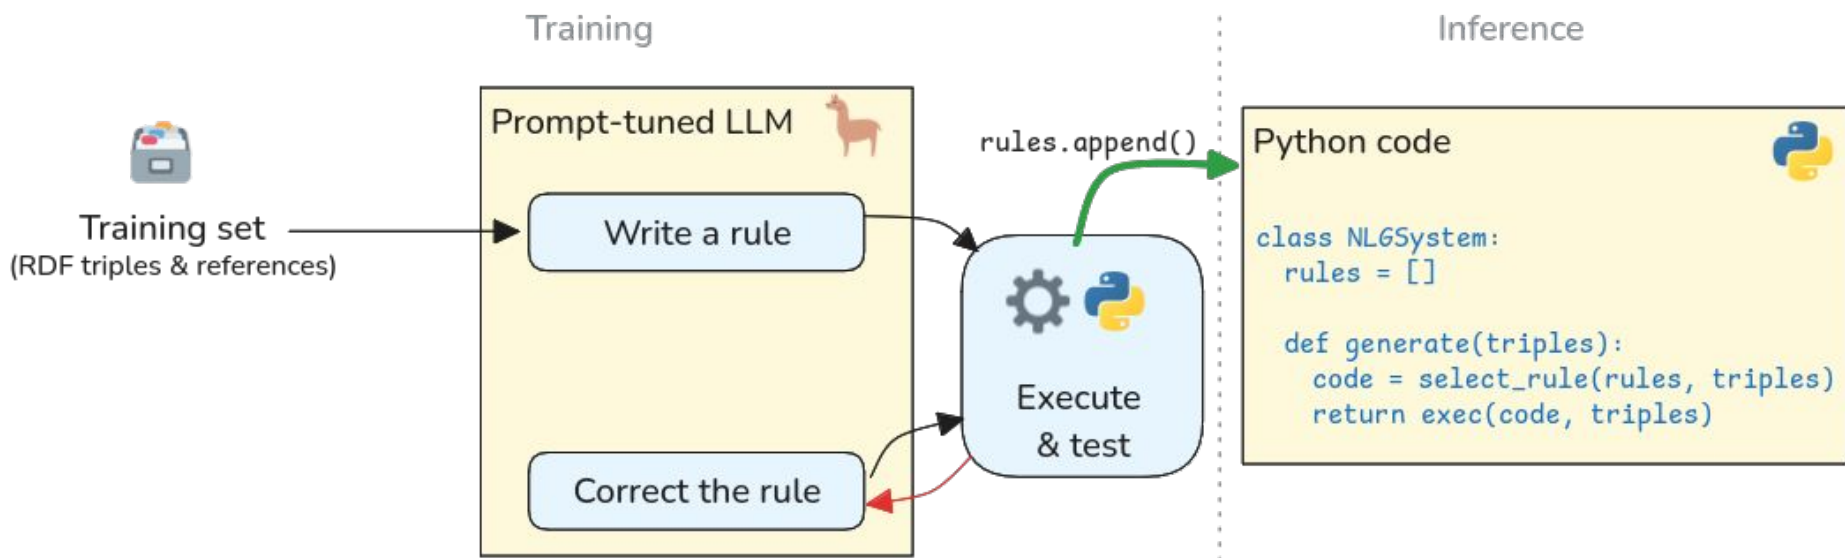 Training
Inference
Training set
(RDF triples & references)
Prompt-tuned LLM
Write a rule
Correct the rule
Execute
& test
rules.append()
Python code
class NLGSystem:
  rules = []
  def generate(triples):
    code = select_rule(rules, triples)
    return exec(code, triples)